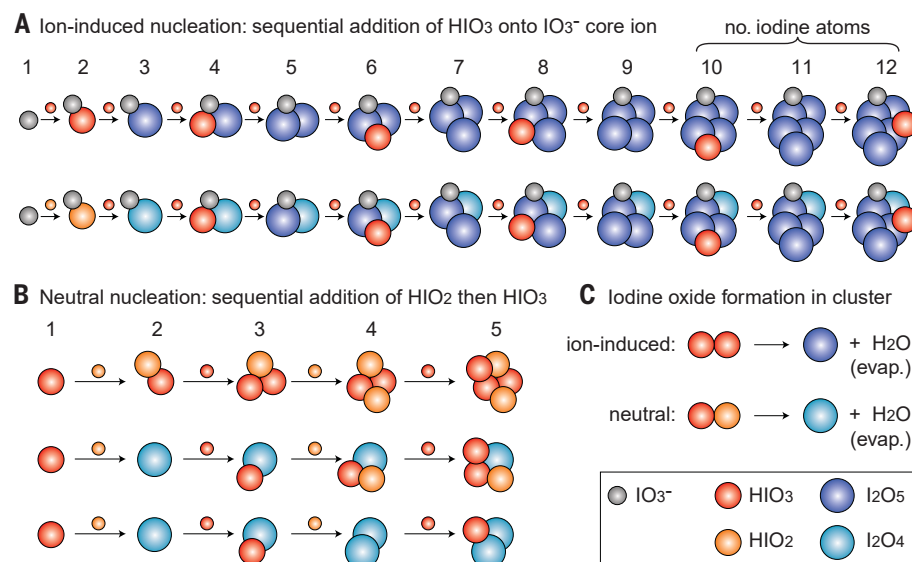 A Ion-induced nucleation: sequential addition of HIO3 onto IO3- core ion
no. iodine atoms
1 2 3 4 5 6 7 8 9 10 11 12
B Neutral nucleation: sequential addition of HIO2 then HIO3
1 2 3 4 5
C Iodine oxide formation in cluster
ion-induced: + H2O
(evap.)
neutral: + H2O
(evap.)
IO3- HIO3 I2O5
HIO2 I2O4